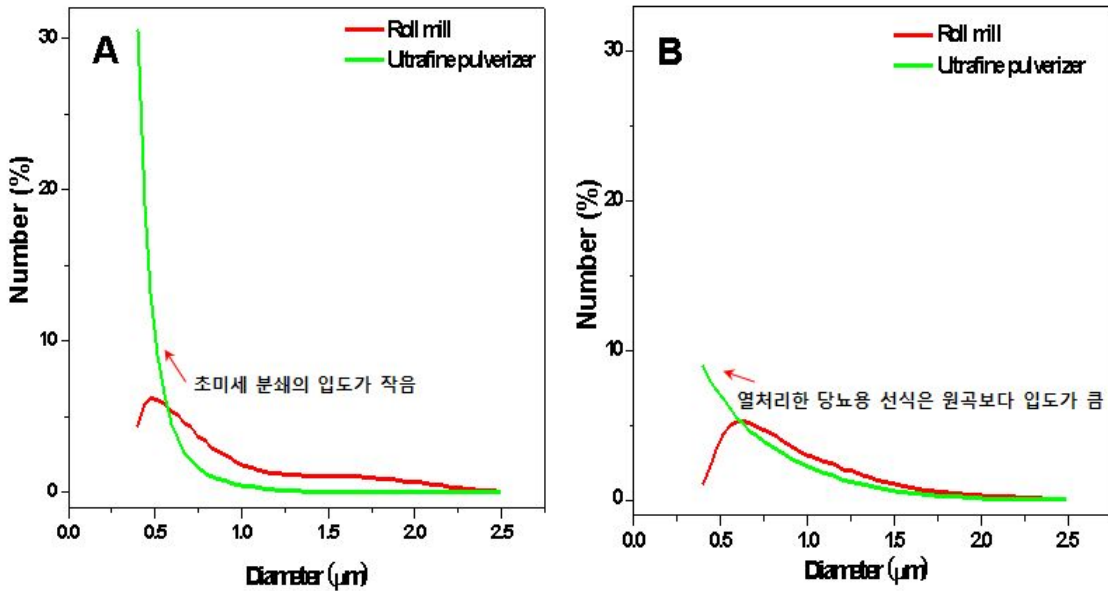 A
Roll mill
Ultrafine pulverizer
30
20
10
0
Number (%)
초미세 분쇄의 입도가 작음
0.0 0.5 1.0 1.5 2.0 2.5
Diameter (μm)
B
Roll mill
Ultrafine pulverizer
30
20
10
0
Number (%)
열처리한 당뇨용 선식은 원곡보다 입도가 큼
0.0 0.5 1.0 1.5 2.0 2.5
Diameter (μm)